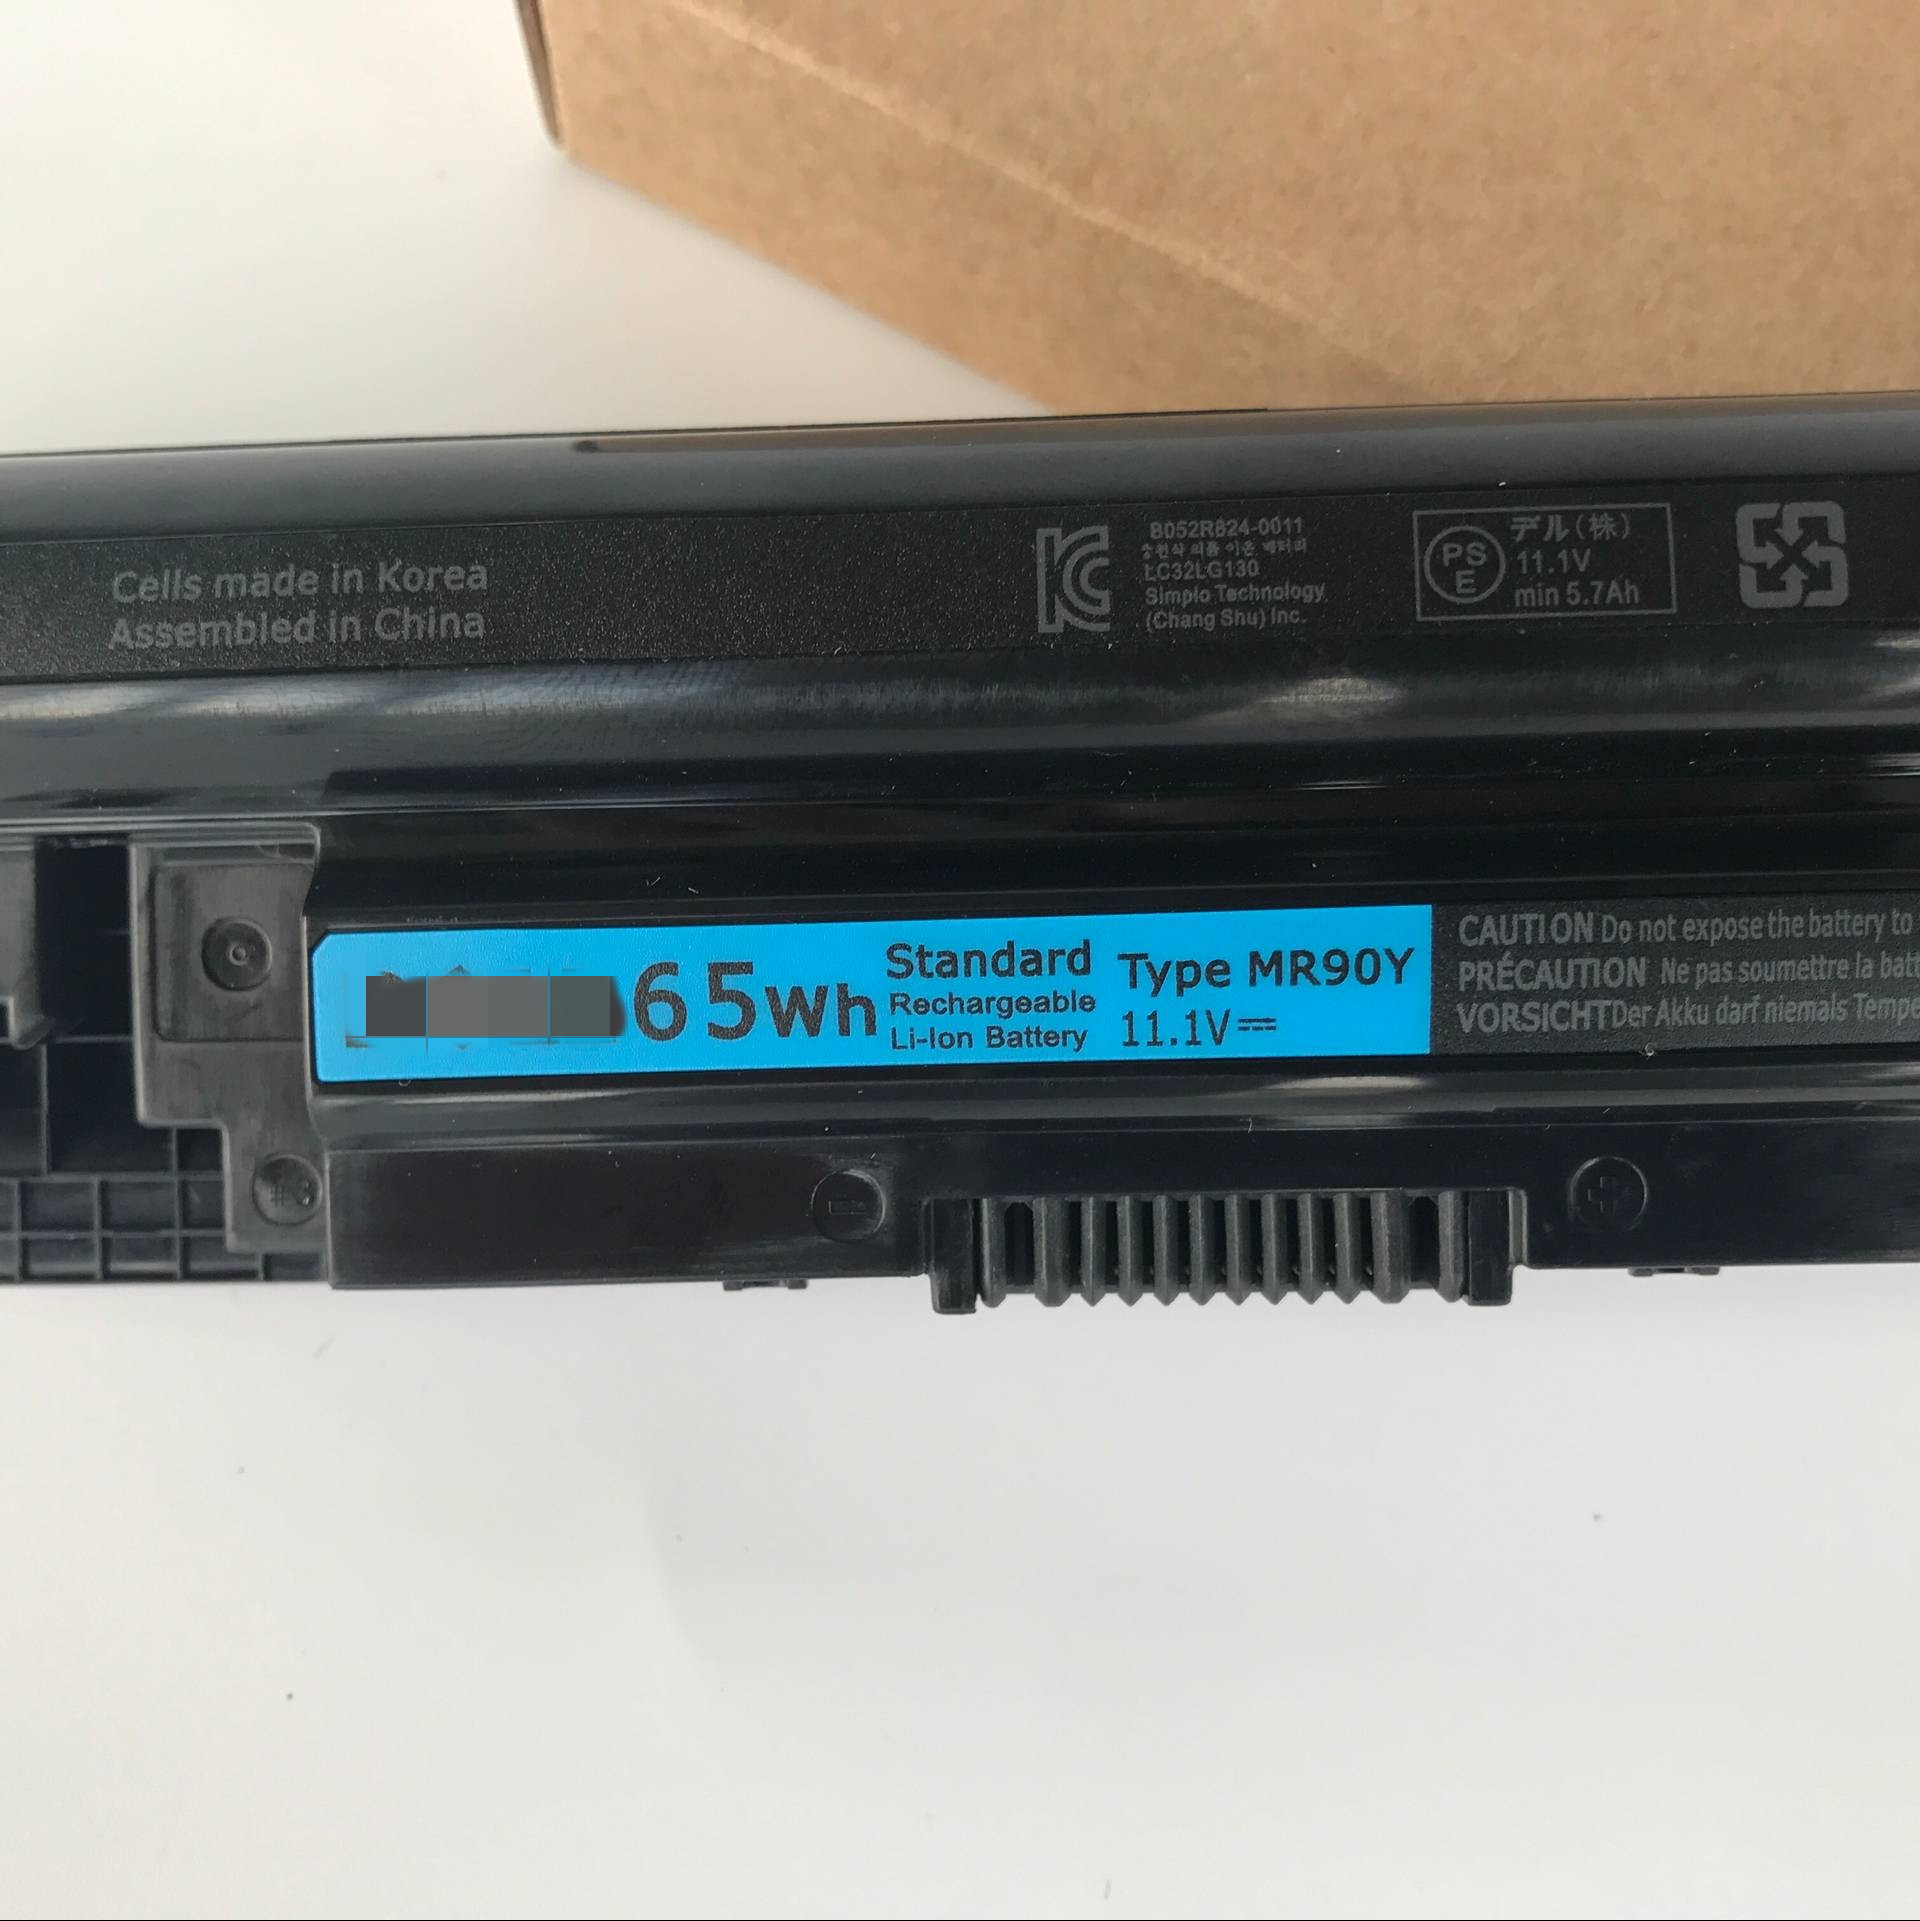 Cells made in Korea
Assembled in China
B052R824-0011
LC32LG130
Simplo Technology
(Chang Shu) Inc.
PS
E
デル(株)
11.1V
min 5.7Ah
65Wh
Standard
Rechargeable
Li-Ion Battery
Type MR90Y
11.1V
CAUTION Do not expose the battery to
PRÉCAUTION Ne pas soumettre la
VORSICHT Der Akku darf niemals
#3